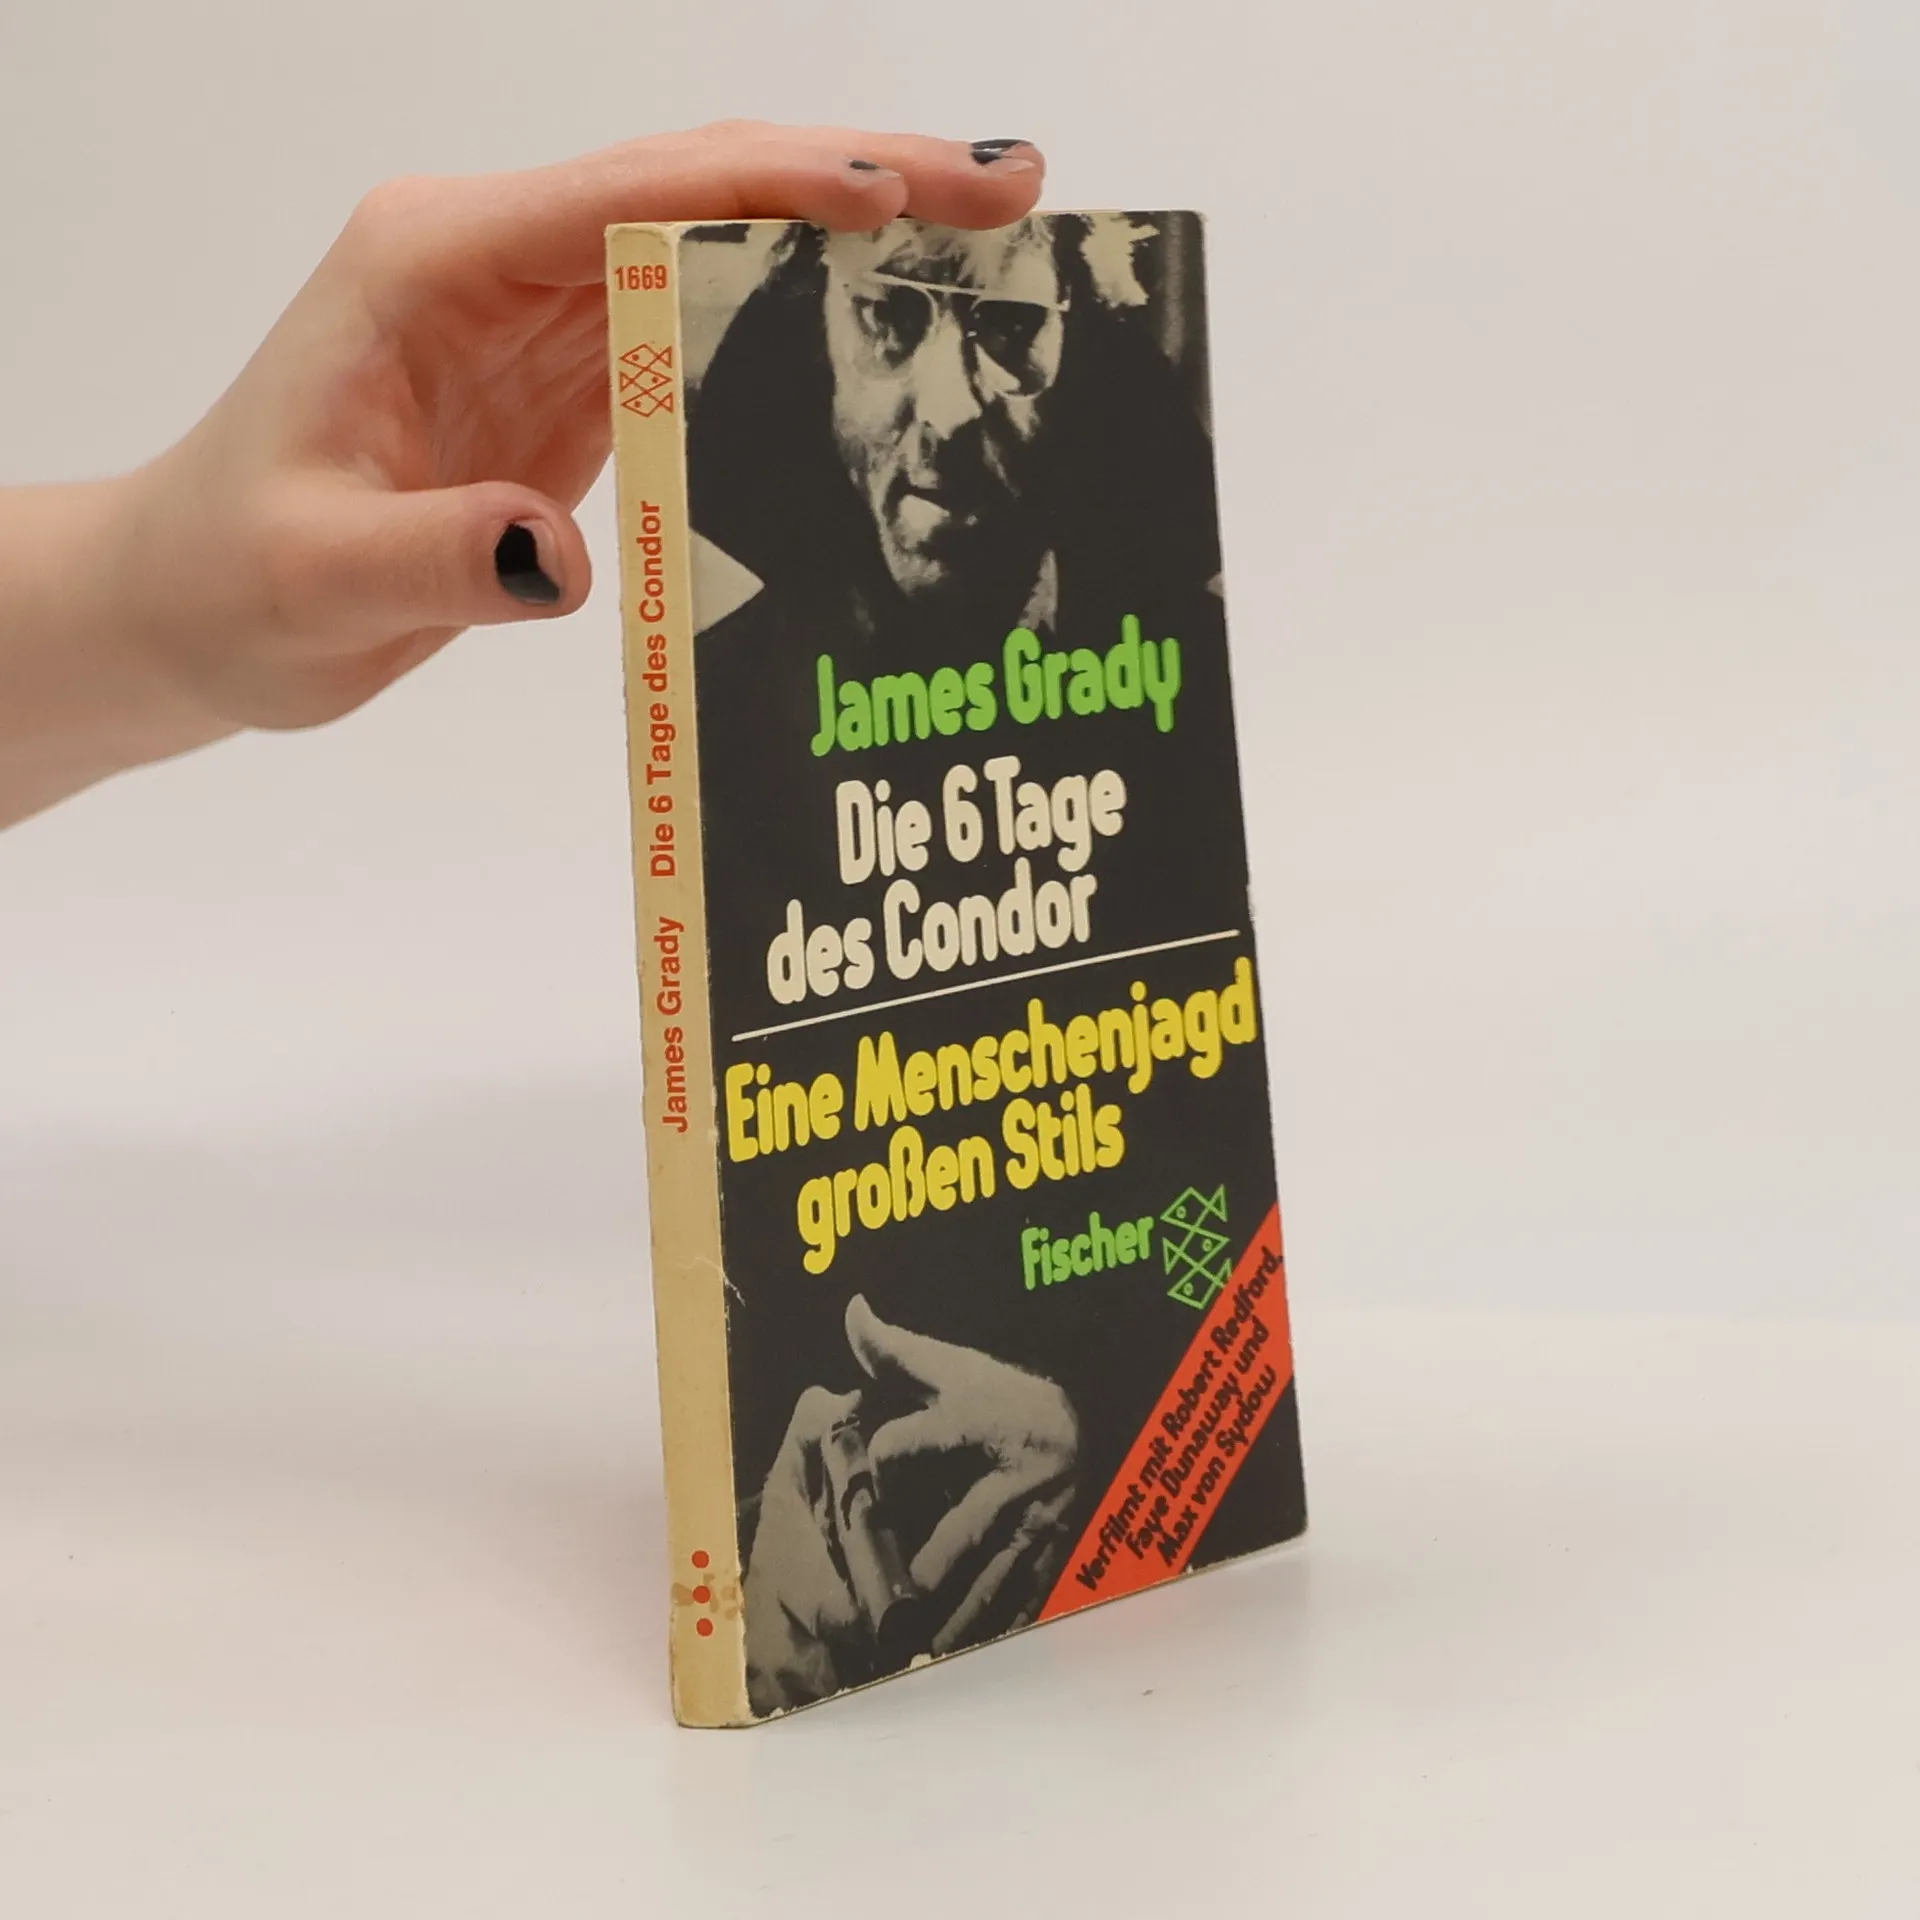 1669
James Grady Die 6 Tage des Condor
James Grady
Die 6 Tage
des Condor
Eine Menschenjagd
großen Stils
Fischer
Verfilmt mit Robert Redford,
Faye Dunaway und
Max von Sydow